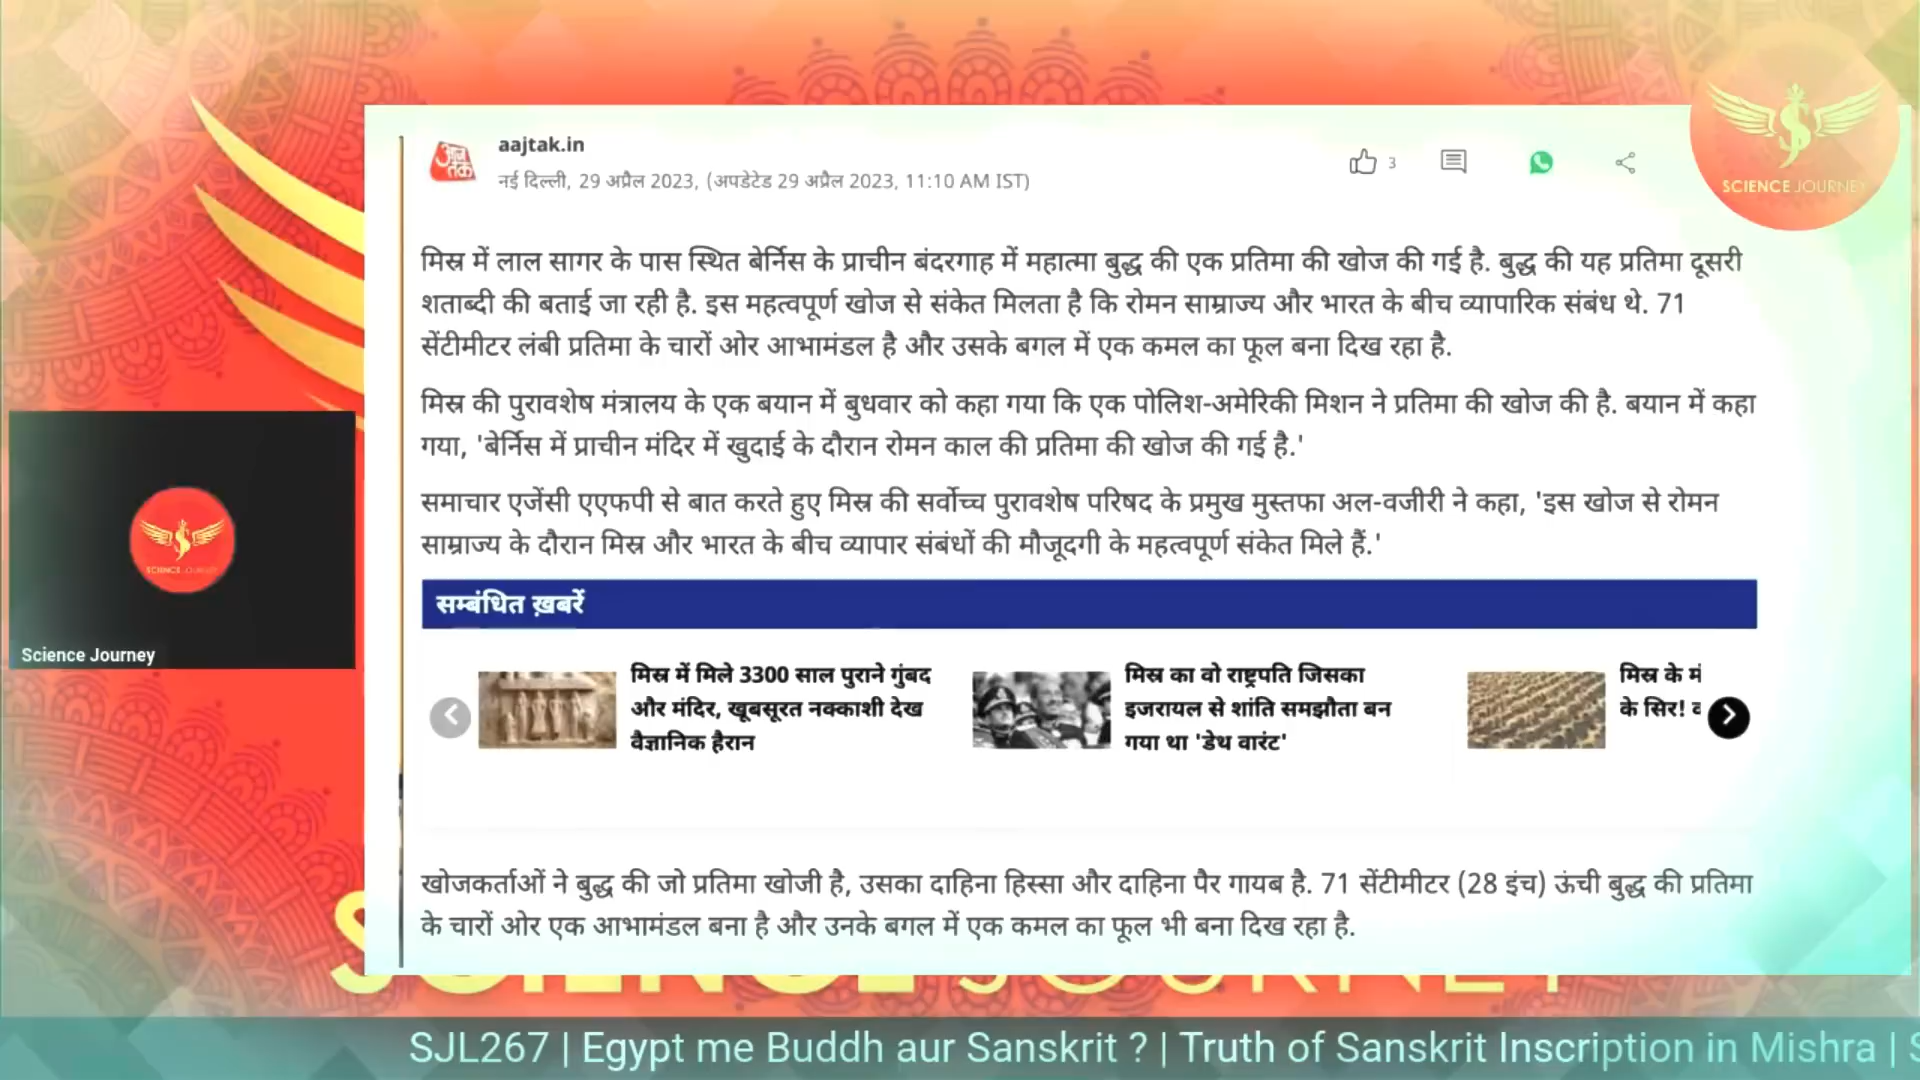 आज तक
aajtak.in
नई दिल्ली, 29 अप्रैल 2023, (अपडेटेड 29 अप्रैल 2023, 11:10 AM IST)
3
SCIENCE JOURNEY
मिस्र में लाल सागर के पास स्थित बेर्निस के प्राचीन बंदरगाह में महात्मा बुद्ध की एक प्रतिमा की खोज की गई है. बुद्ध की यह प्रतिमा दूसरी
शताब्दी की बताई जा रही है. इस महत्वपूर्ण खोज से संकेत मिलता है कि रोमन साम्राज्य और भारत के बीच व्यापारिक संबंध थे. 71
सेंटीमीटर लंबी प्रतिमा के चारों ओर आभामंडल है और उसके बगल में एक कमल का फूल बना दिख रहा है.
मिस्र की पुरावशेष मंत्रालय के एक बयान में बुधवार को कहा गया कि एक पोलिश-अमेरिकी मिशन ने प्रतिमा की खोज की है. बयान में कहा
गया, 'बेर्निस में प्राचीन मंदिर में खुदाई के दौरान रोमन काल की प्रतिमा की खोज की गई है.'
समाचार एजेंसी एएफपी से बात करते हुए मिस्र की सर्वोच्च पुरावशेष परिषद के प्रमुख मुस्तफा अल-वजीरी ने कहा, 'इस खोज से रोमन
साम्राज्य के दौरान मिस्र और भारत के बीच व्यापार संबंधों की मौजूदगी के महत्वपूर्ण संकेत मिले हैं.'
सम्बंधित ख़बरें
मिस्र में मिले 3300 साल पुराने गुंबद
और मंदिर, खूबसूरत नक्काशी देख
वैज्ञानिक हैरान
मिस्र का वो राष्ट्रपति जिसका
इजरायल से शांति समझौता बन
गया था 'डेथ वारंट'
मिस्र के मं
के सिर!
खोजकर्ताओं ने बुद्ध की जो प्रतिमा खोजी है, उसका दाहिना हिस्सा और दाहिना पैर गायब है. 71 सेंटीमीटर (28 इंच) ऊंची बुद्ध की प्रतिमा
के चारों ओर एक आभामंडल बना है और उनके बगल में एक कमल का फूल भी बना दिख रहा है.
SCIENCE JOURNEY
Science Journey
SCIENCE JOURNEY
SJL267 | Egypt me Buddh aur Sanskrit ? | Truth of Sanskrit Inscription in Mishra | S